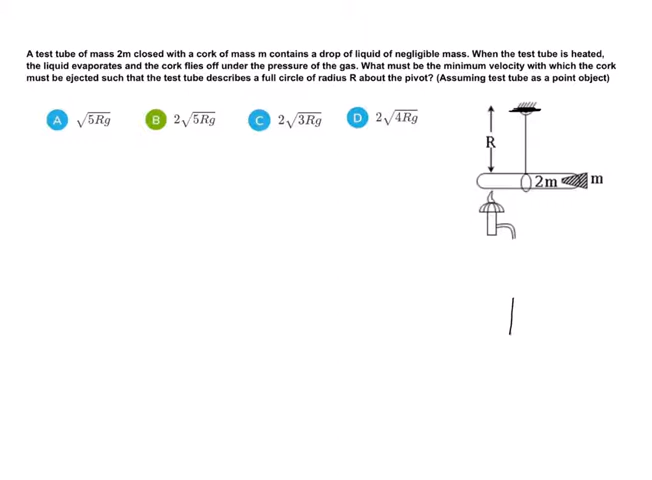 A test tube of mass 2m closed with a cork of mass m contains a drop of liquid of negligible mass. When the test tube is heated,
the liquid evaporates and the cork flies off under the pressure of the gas. What must be the minimum velocity with which the cork
must be ejected such that the test tube describes a full circle of radius R about the pivot? (Assuming test tube as a point object)
A √5Rg B 2√5Rg C 2√3Rg D 2√4Rg
R
2m m